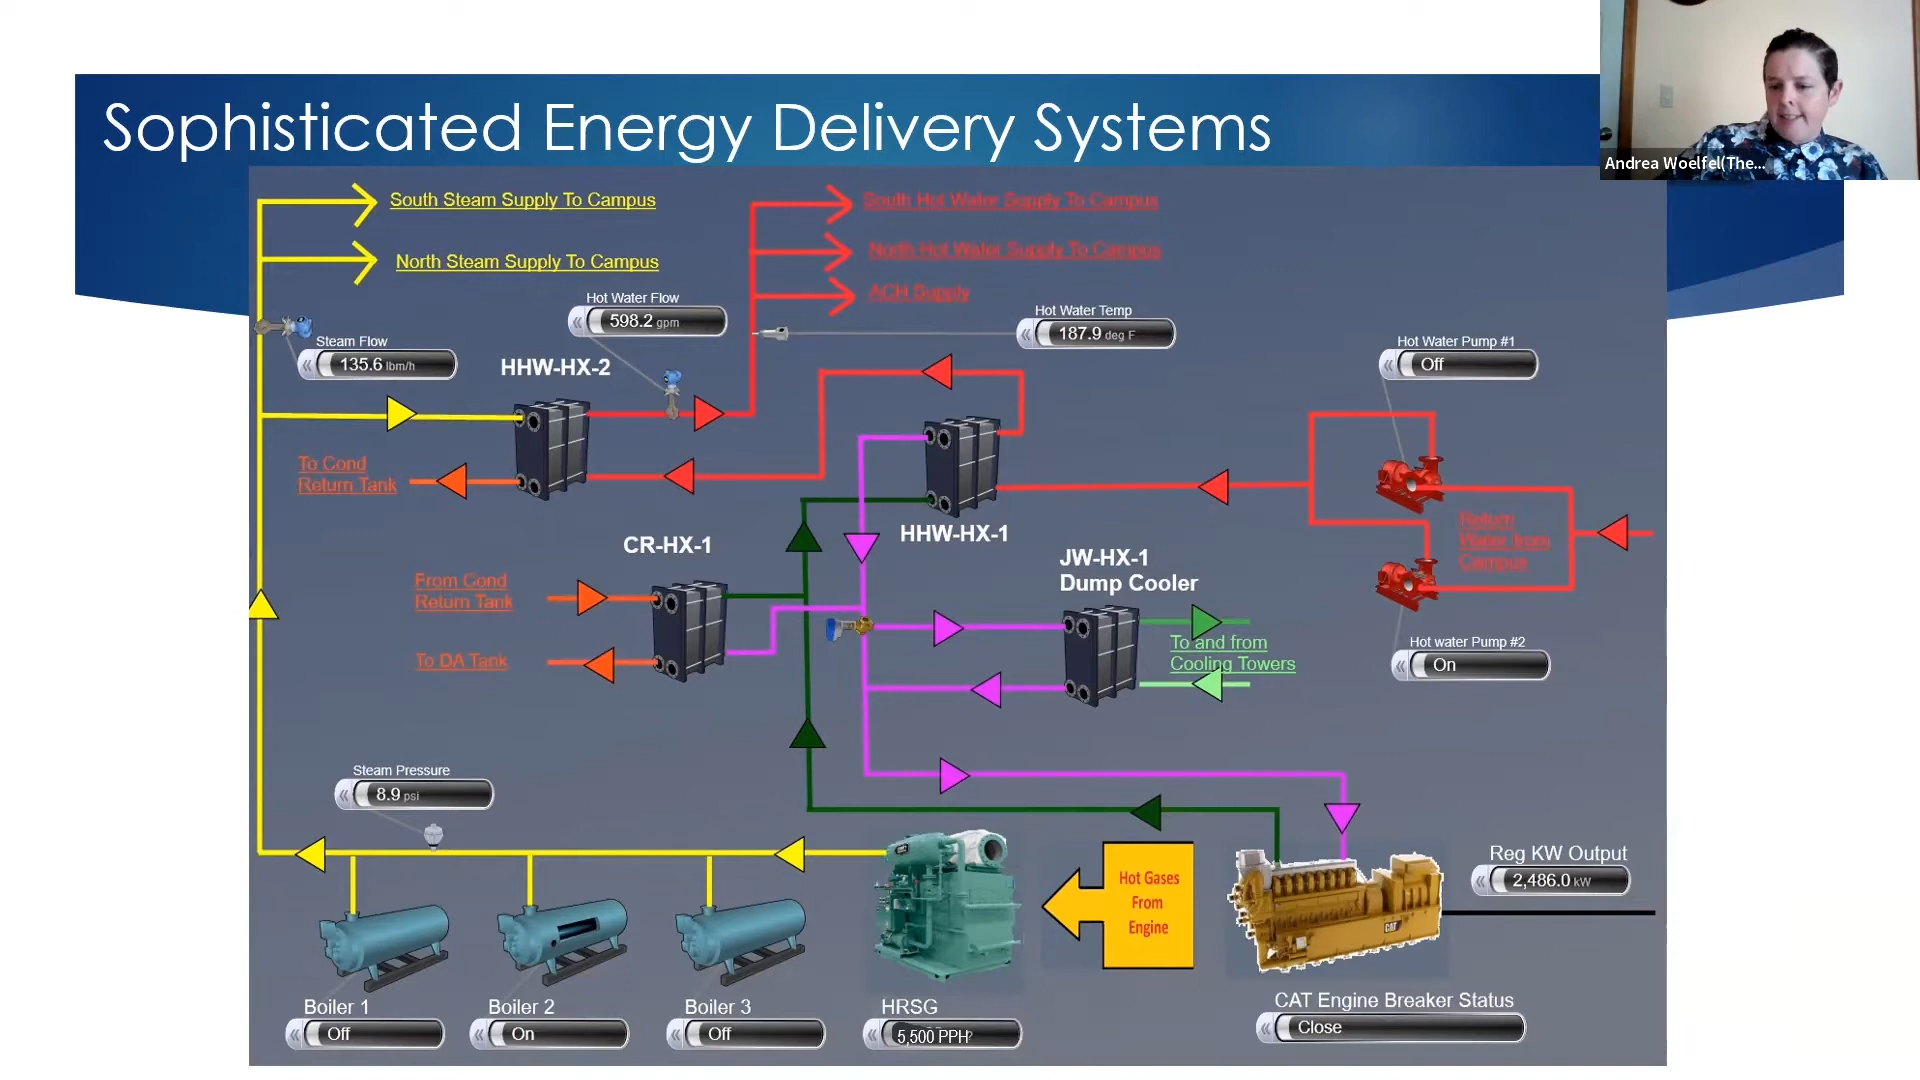 Sophisticated Energy Delivery Systems
Andrea Woelfel(The...
South Steam Supply To Campus
North Steam Supply To Campus
South Hot Water Supply To Campus
North Hot Water Supply To Campus
ACH Supply
Hot Water Flow
598.2 gpm
Hot Water Temp
187.9 deg F
Steam Flow
135.6 lbm/h
HHW-HX-2
Hot Water Pump #1
Off
To Cond
Return Tank
HHW-HX-1
Return
Water from
Campus
CR-HX-1
JW-HX-1
Dump Cooler
From Cond
Return Tank
To DA Tank
To and from
Cooling Towers
Hot water Pump #2
On
Steam Pressure
8.9 psi
Hot Gases
From
Engine
CAT
Reg KW Output
2,486.0 kW
Boiler 1
Off
Boiler 2
On
Boiler 3
Off
HRSG
5,500 PPH
CAT Engine Breaker Status
Close